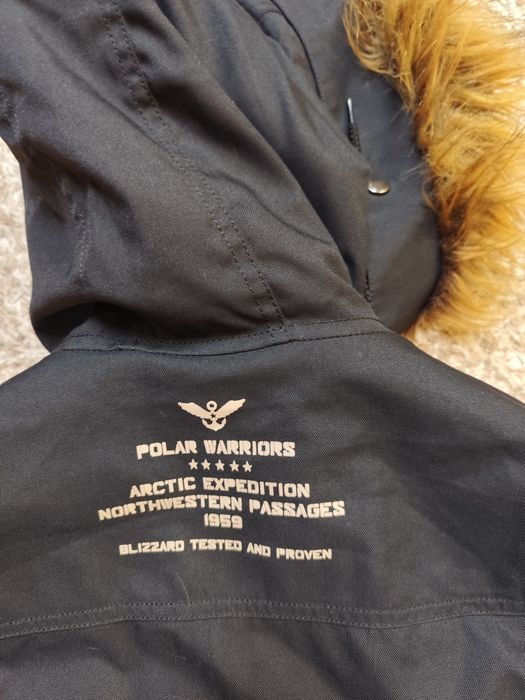 POLAR WARRIORS
ARCTIC EXPEDITION
NORTHWESTERN PASSAGES
1959
BLIZZARD TESTED AND PROVEN